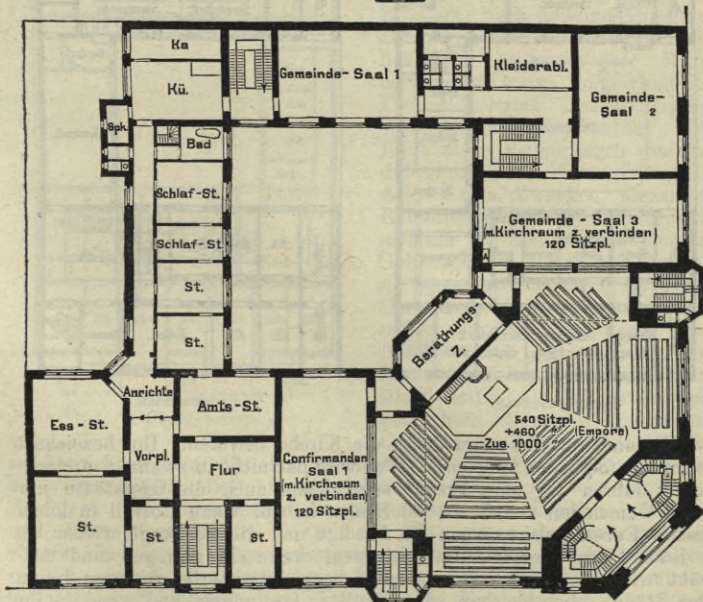 Ka
Kü.
Gemeinde-Saal 1
Kleiderabl.
Gemeinde-
Saal 2
Spk.
Bad
Schlaf-St.
Schlaf-St
St.
St.
Gemeinde-Saal 3
(m.Kirchraum z. verbinden)
120 Sitzpl.
A
Berathungs-
Z.
Anrichte
Ess-St.
Amts-St.
Vorpl.
Flur
Confirmanden
Saal 1
(m.Kirchraum
z. verbinden)
120 Sitzpl.
540 Sitzpl.
+460 " (Empore)
Zus. 1000 "
St.
St.
St.